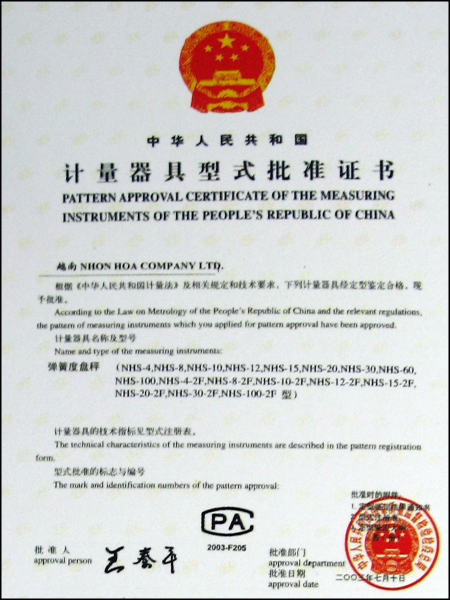 中华人民共和国
计量器具型式批准证书
PATTERN APPROVAL CERTIFICATE OF THE MEASURING
INSTRUMENTS OF THE PEOPLE'S REPUBLIC OF CHINA
越南 NHON HOA COMPANY LTD.
根据《中华人民共和国计量法》及相关规定和技术要求，下列计量器具经定型鉴定合格，现
予批准。
According to the Law on Metrology of the People's Republic of China and the relevant regulations,
the pattern of measuring instruments which you applied for pattern approval have been approved.
计量器具名称及型号
Name and type of the measuring instruments:
弹簧度盘秤 （NHS-4,NHS-8,NHS-10,NHS-12,NHS-15,NHS-20,NHS-30,NHS-60,
NHS-100,NHS-4-2F,NHS-8-2F,NHS-10-2F,NHS-12-2F,NHS-15-2F,
NHS-20-2F,NHS-30-2F,NHS-100-2F 型）
计量器具的技术指标见型式注册表。
The technical characteristics of the measuring instruments are described in the pattern registration
form.
型式批准的标志与编号
The mark and identification numbers of the pattern approval:
CPA
2003-F205
批准时的
1.
2.
3.
批 准 人
approval person
批准部门
approval department
批准日期
approval date
二〇〇三年七月十日